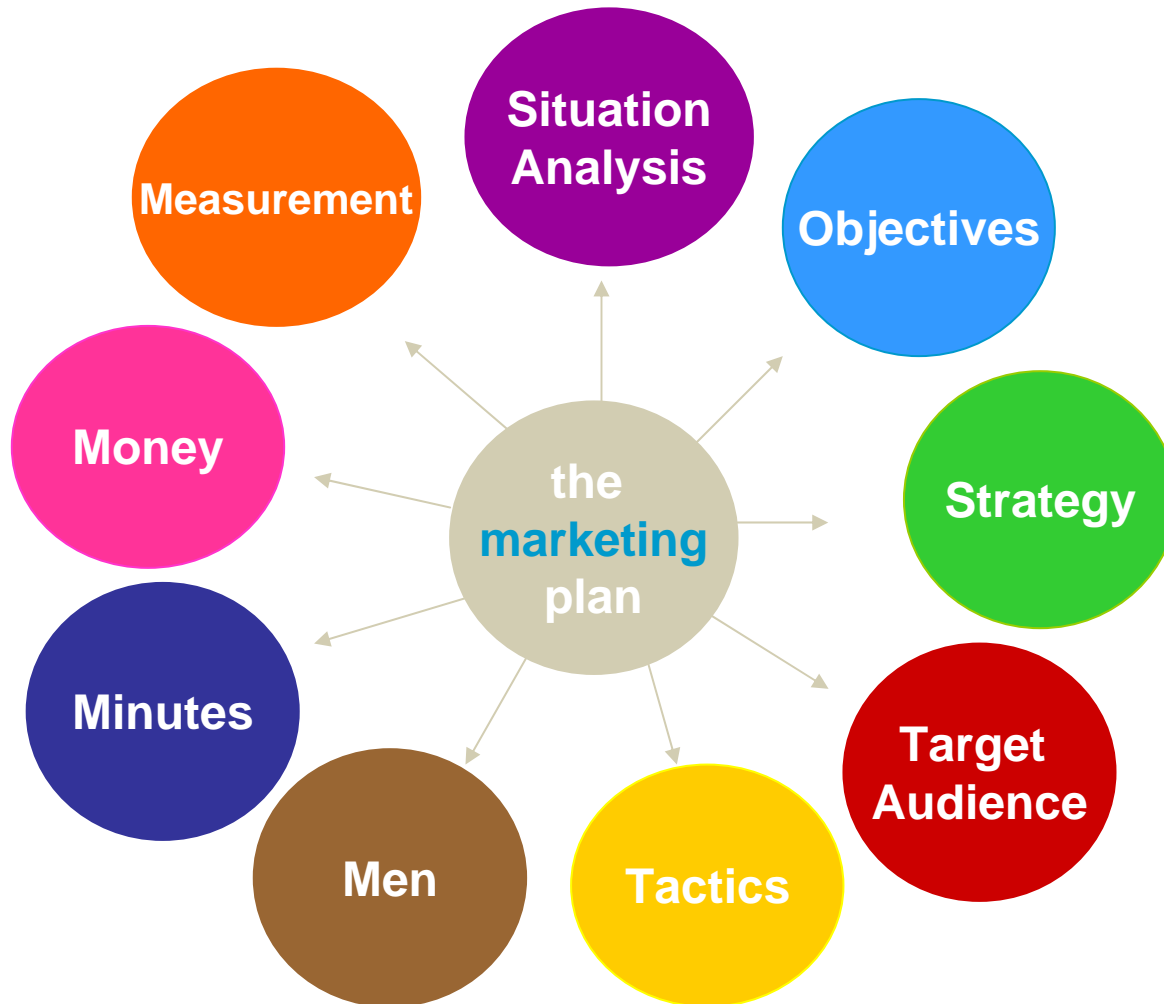 Situation
Analysis
Objectives
Strategy
Target
Audience
Tactics
Men
Minutes
Money
Measurement
the
marketing
plan